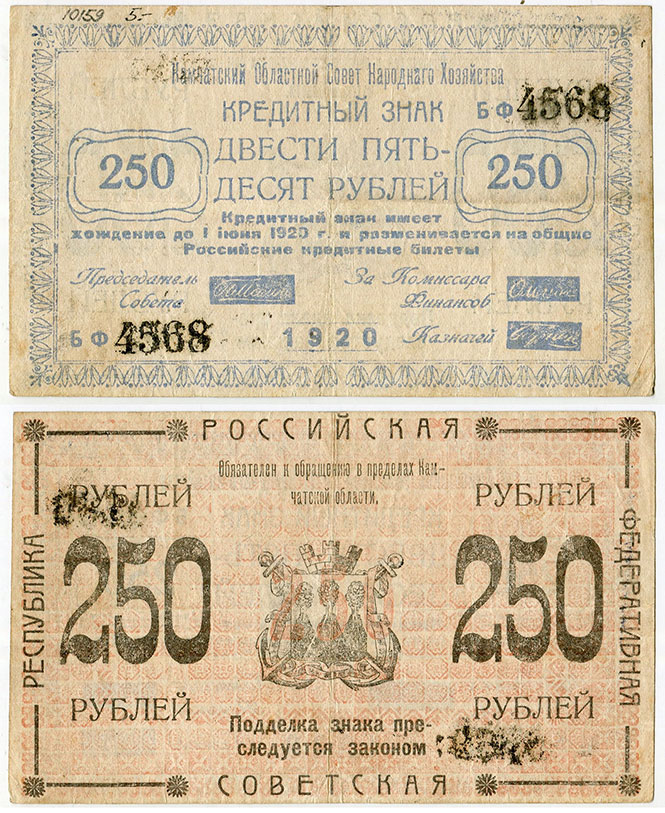 10159 5.-
Камчатский Областной Совет Народнаго Хозяйства
КРЕДИТНЫЙ ЗНАК
БФ 4568
250
ДВЕСТИ ПЯТЬ-
ДЕСЯТ РУБЛЕЙ
250
Кредитный знак имеет
хождение до 1 июня 1920 г. и разменивается на общие
Российские кредитные билеты
Председатель
Совета
За Комиссара
Финансов
БФ 4568
1920
Казначей
РОССИЙСКАЯ
Обязателен к обращению в пределах Кам-
чатской области.
РУБЛЕЙ
РУБЛЕЙ
РЕСПУБЛИКА
250
250
ФЕДЕРАТИВНАЯ
РУБЛЕЙ
РУБЛЕЙ
Подделка знака пре-
следуется законом
СОВЕТСКАЯ